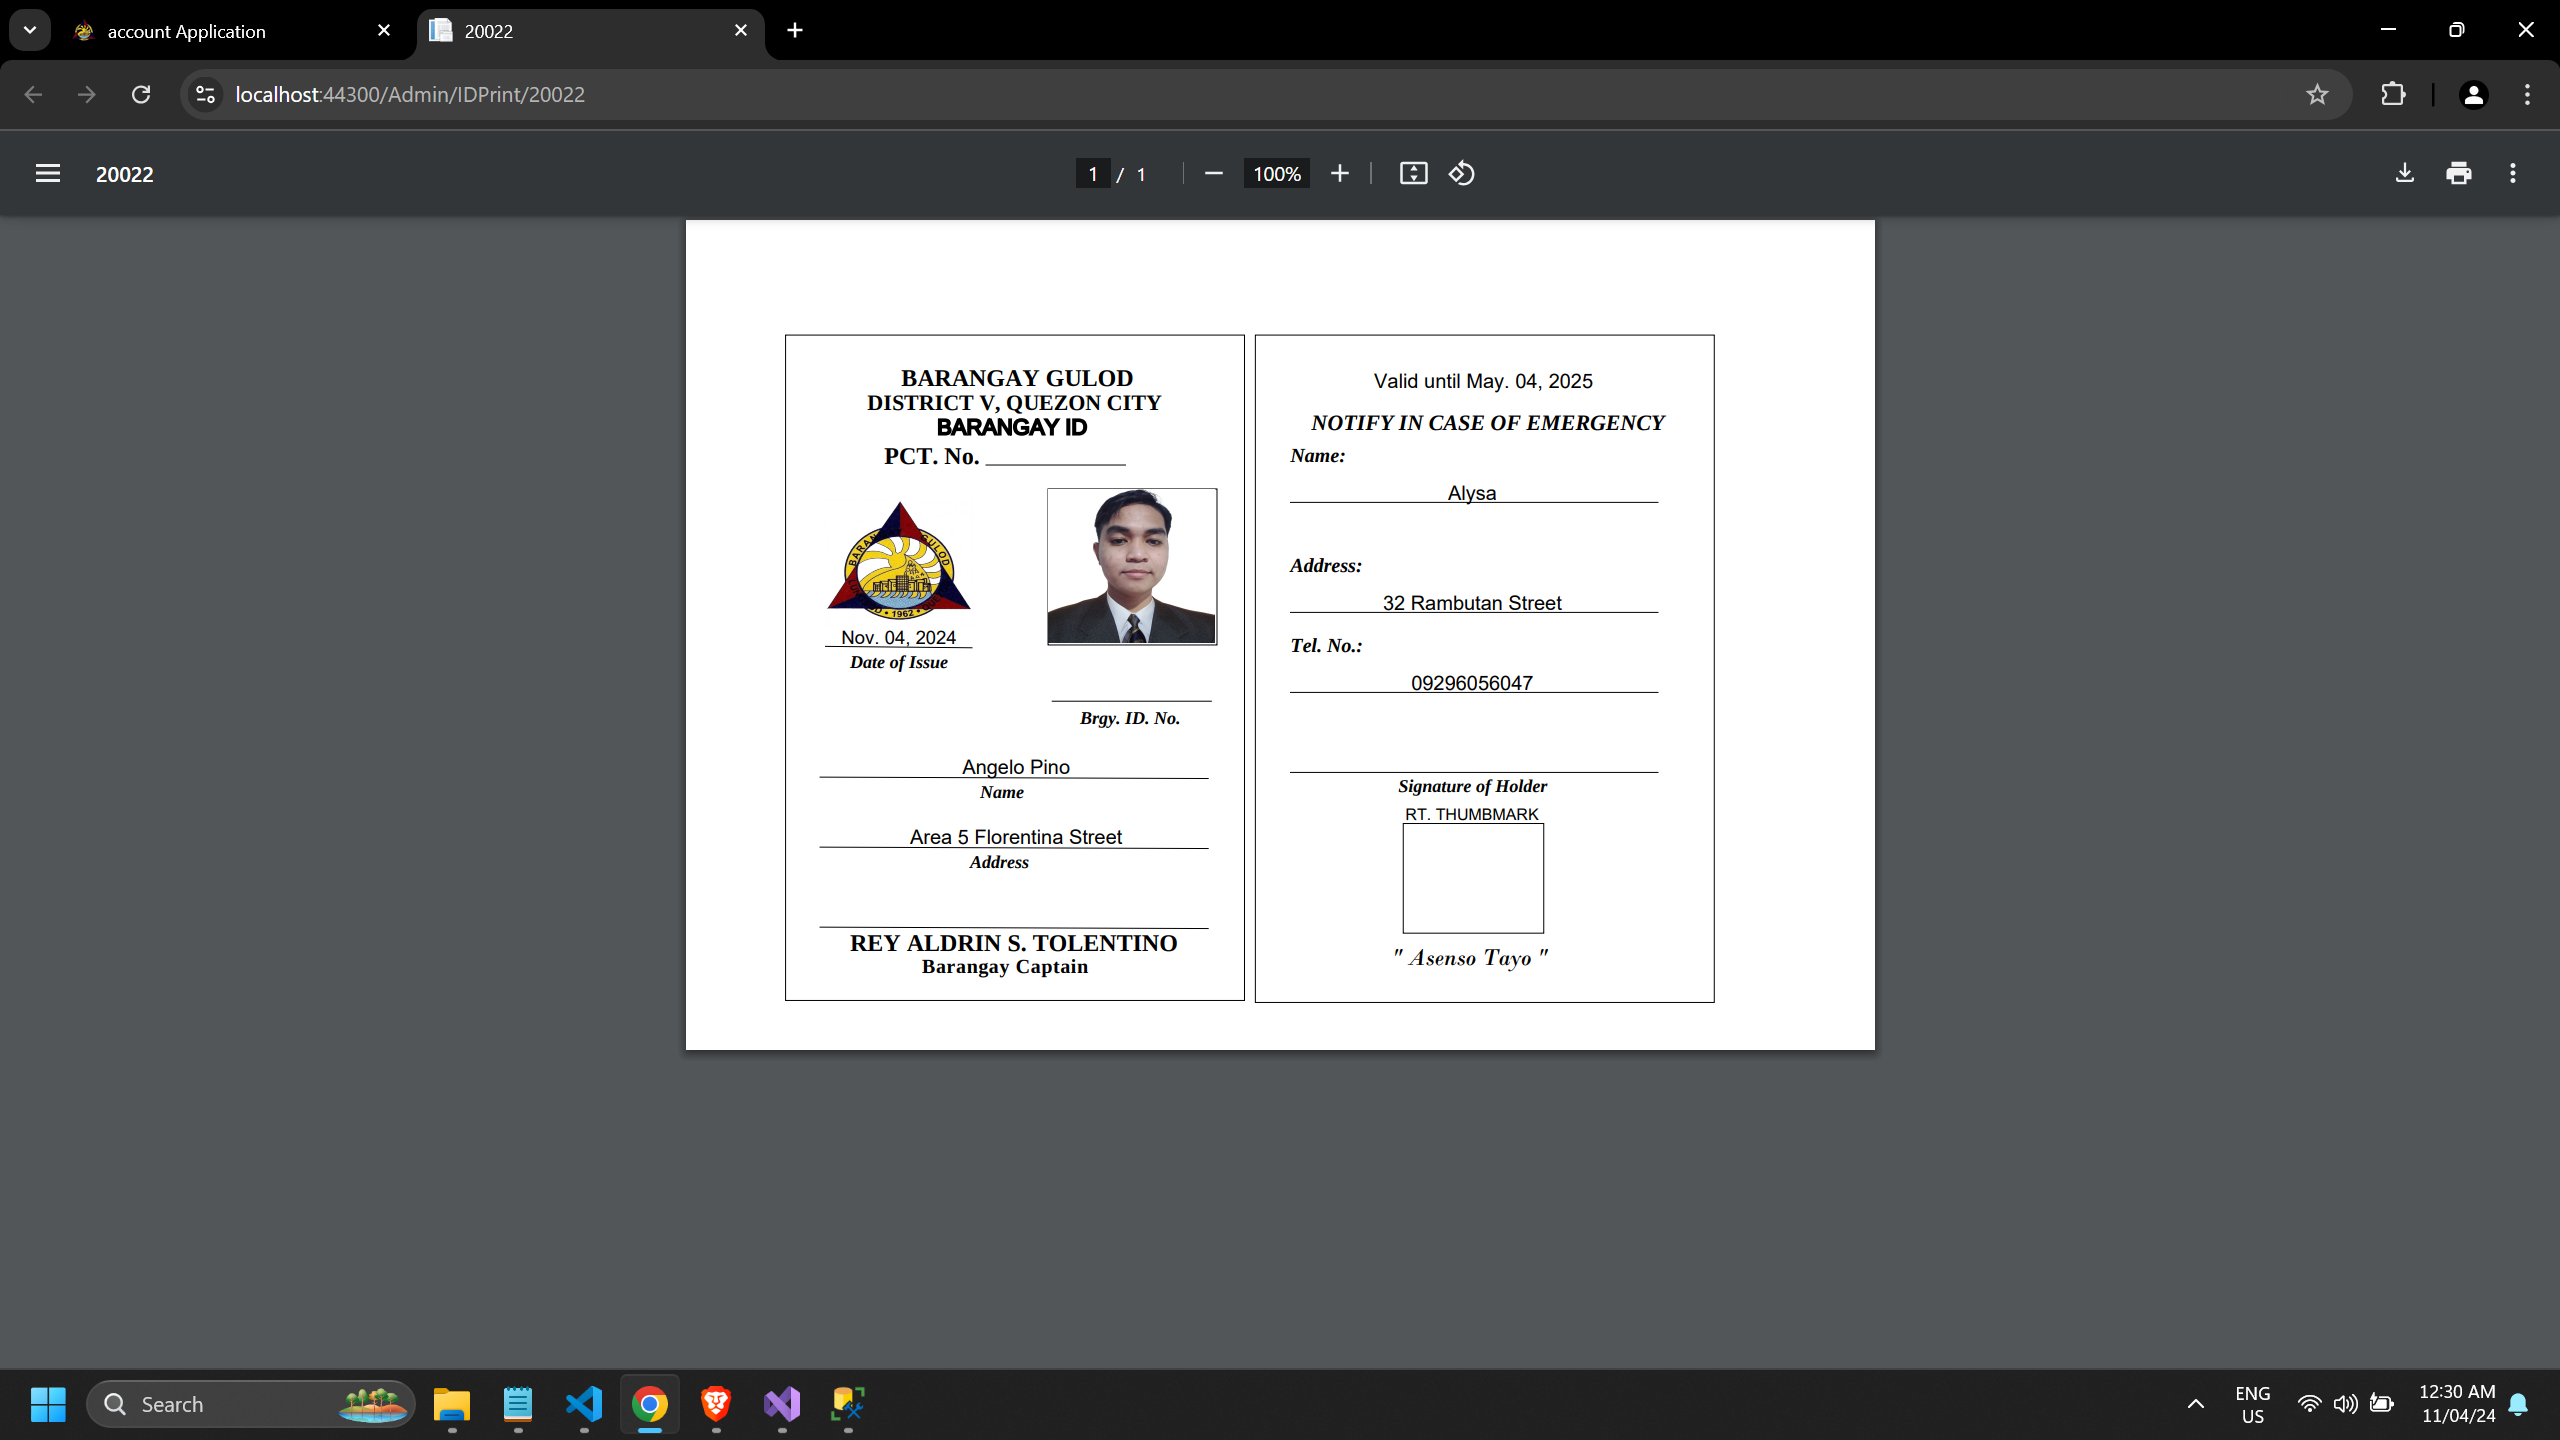 account Application
20022
localhost:44300/Admin/IDPrint/20022
20022
1 / 1
100%
BARANGAY GULOD
DISTRICT V, QUEZON CITY
BARANGAY ID
PCT. No.
BARAN GULOD
• 1962 •
Nov. 04, 2024
Date of Issue
Brgy. ID. No.
Angelo Pino
Name
Area 5 Florentina Street
Address
REY ALDRIN S. TOLENTINO
Barangay Captain
Valid until May. 04, 2025
NOTIFY IN CASE OF EMERGENCY
Name:
Alysa
Address:
32 Rambutan Street
Tel. No.:
09296056047
Signature of Holder
RT. THUMBMARK
" Asenso Tayo "
Search
ENG
US
12:30 AM
11/04/24